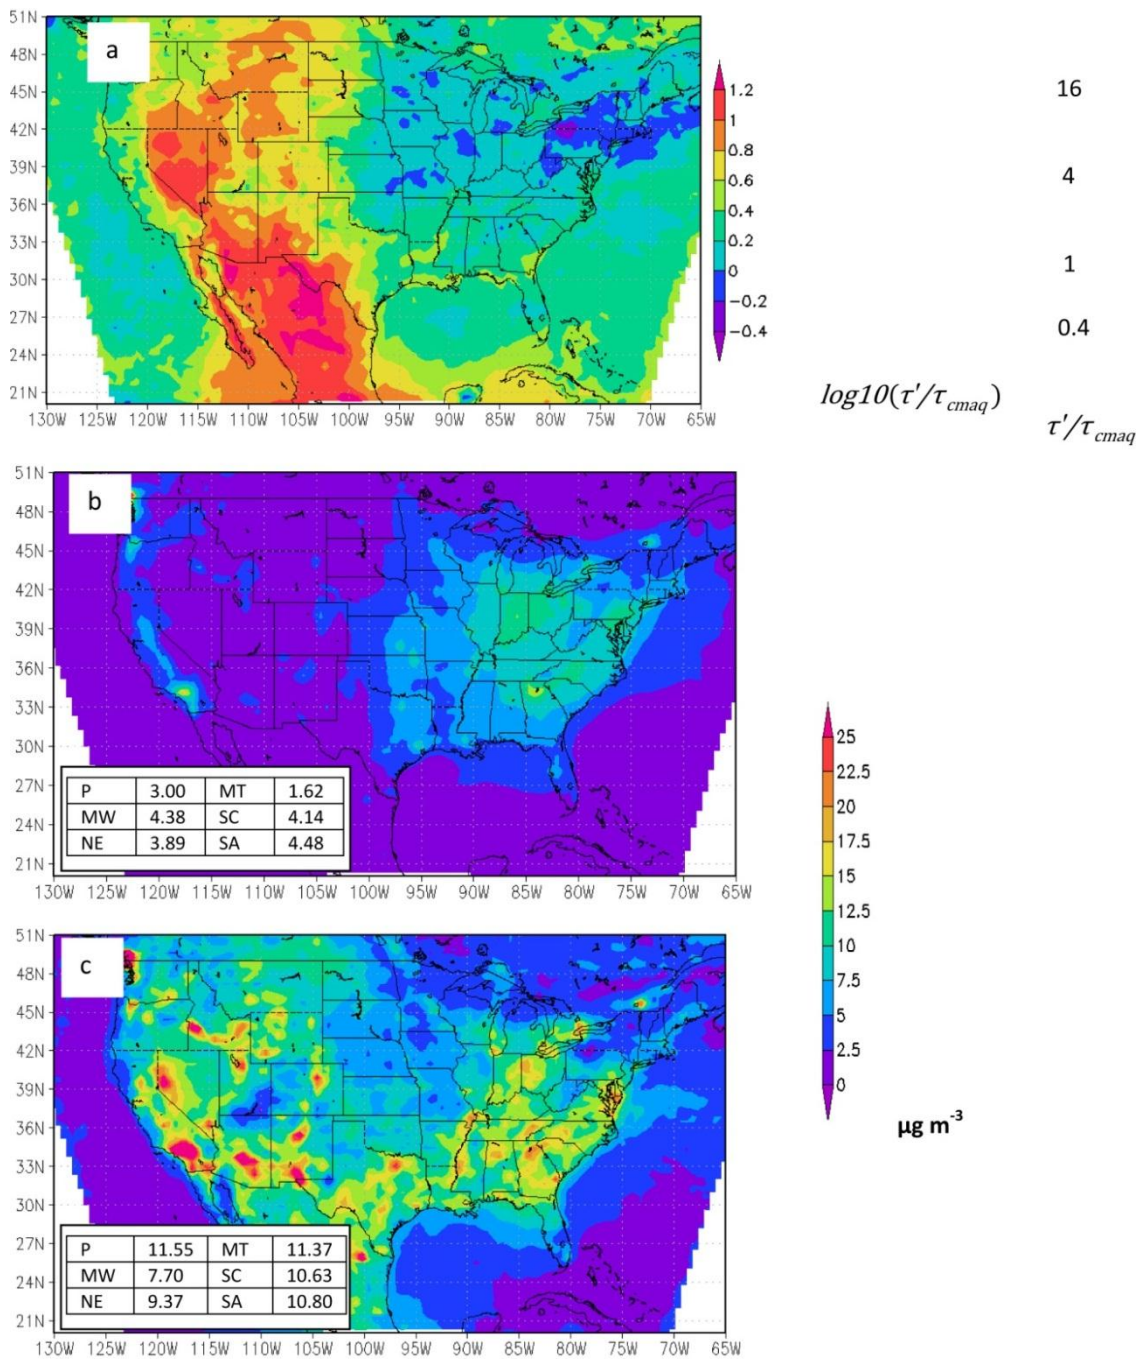 a
51N
48N
45N
42N
39N
36N
33N
30N
27N
24N
21N
130W 125W 120W 115W 110W 105W 100W 95W 90W 85W 80W 75W 70W 65W
1.2
1
0.8
0.6
0.4
0.2
0
−0.2
−0.4
16
4
1
0.4
log10(τ'/τcmaq)
τ'/τcmaq
b
51N
48N
45N
42N
39N
36N
33N
30N
27N
24N
21N
P 3.00 MT 1.62
MW 4.38 SC 4.14
NE 3.89 SA 4.48
130W 125W 120W 115W 110W 105W 100W 95W 90W 85W 80W 75W 70W 65W
25
22.5
20
17.5
15
12.5
10
7.5
5
2.5
0
µg m-3
c
51N
48N
45N
42N
39N
36N
33N
30N
27N
24N
21N
P 11.55 MT 11.37
MW 7.70 SC 10.63
NE 9.37 SA 10.80
130W 125W 120W 115W 110W 105W 100W 95W 90W 85W 80W 75W 70W 65W